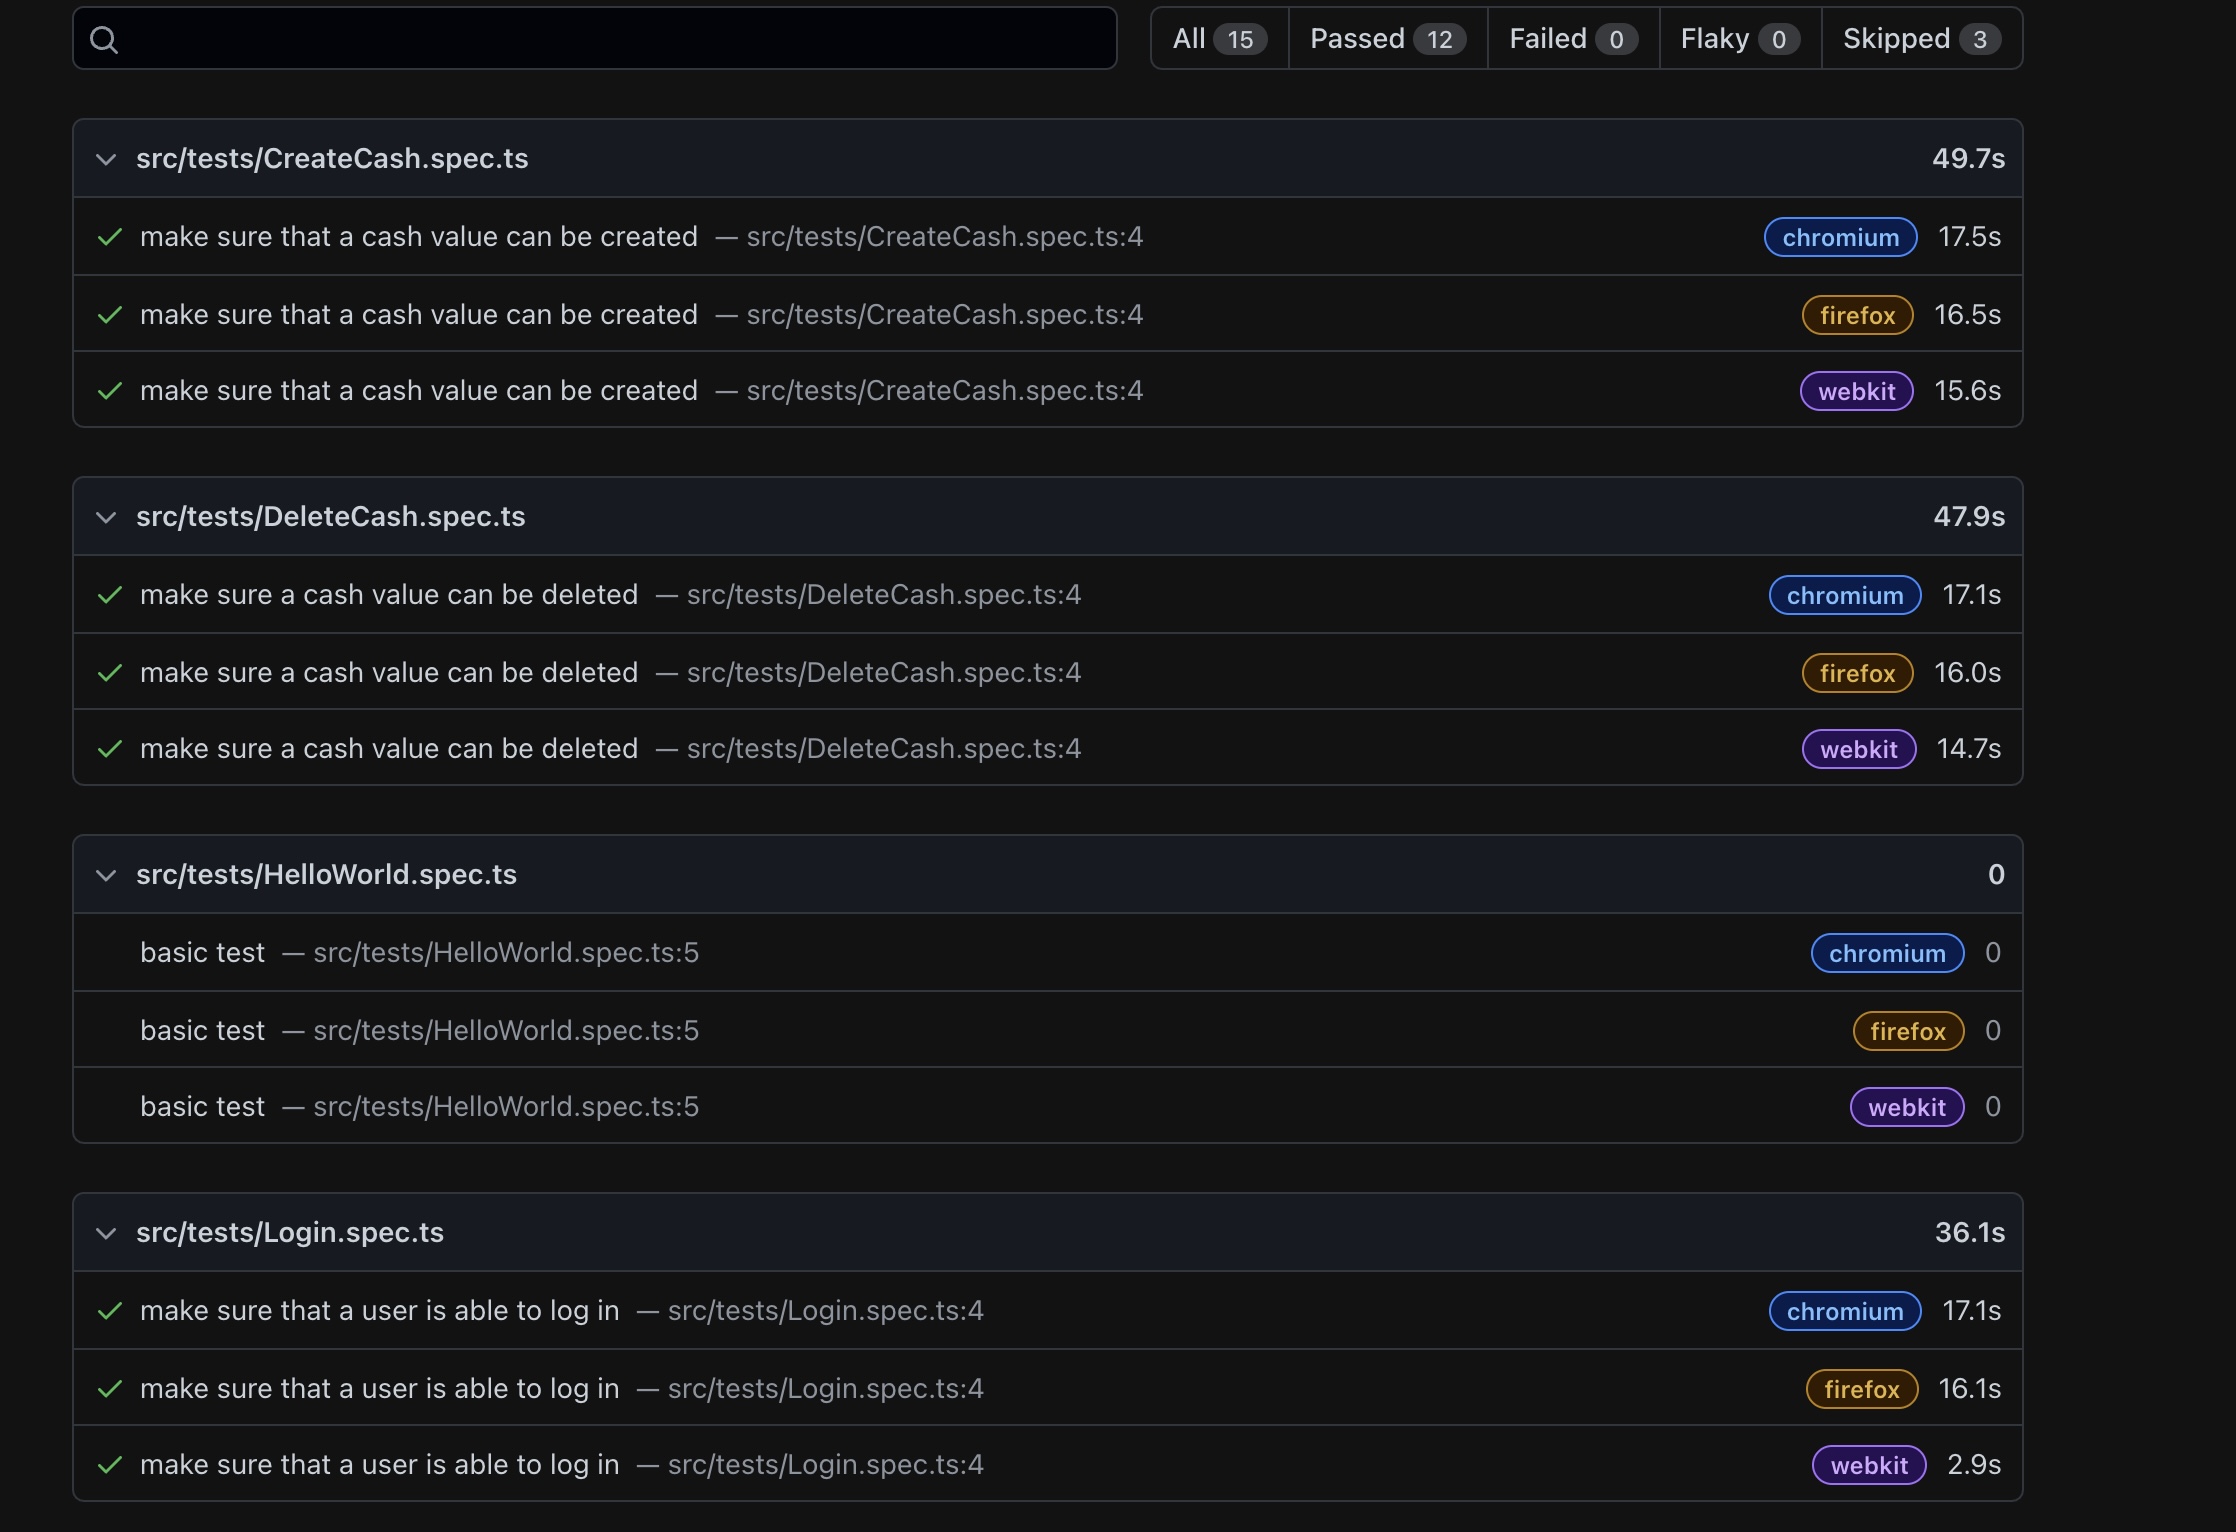 All 15 Passed 12 Failed 0 Flaky 0 Skipped 3
src/tests/CreateCash.spec.ts 49.7s
make sure that a cash value can be created — src/tests/CreateCash.spec.ts:4 chromium 17.5s
make sure that a cash value can be created — src/tests/CreateCash.spec.ts:4 firefox 16.5s
make sure that a cash value can be created — src/tests/CreateCash.spec.ts:4 webkit 15.6s
src/tests/DeleteCash.spec.ts 47.9s
make sure a cash value can be deleted — src/tests/DeleteCash.spec.ts:4 chromium 17.1s
make sure a cash value can be deleted — src/tests/DeleteCash.spec.ts:4 firefox 16.0s
make sure a cash value can be deleted — src/tests/DeleteCash.spec.ts:4 webkit 14.7s
src/tests/HelloWorld.spec.ts 0
basic test — src/tests/HelloWorld.spec.ts:5 chromium 0
basic test — src/tests/HelloWorld.spec.ts:5 firefox 0
basic test — src/tests/HelloWorld.spec.ts:5 webkit 0
src/tests/Login.spec.ts 36.1s
make sure that a user is able to log in — src/tests/Login.spec.ts:4 chromium 17.1s
make sure that a user is able to log in — src/tests/Login.spec.ts:4 firefox 16.1s
make sure that a user is able to log in — src/tests/Login.spec.ts:4 webkit 2.9s